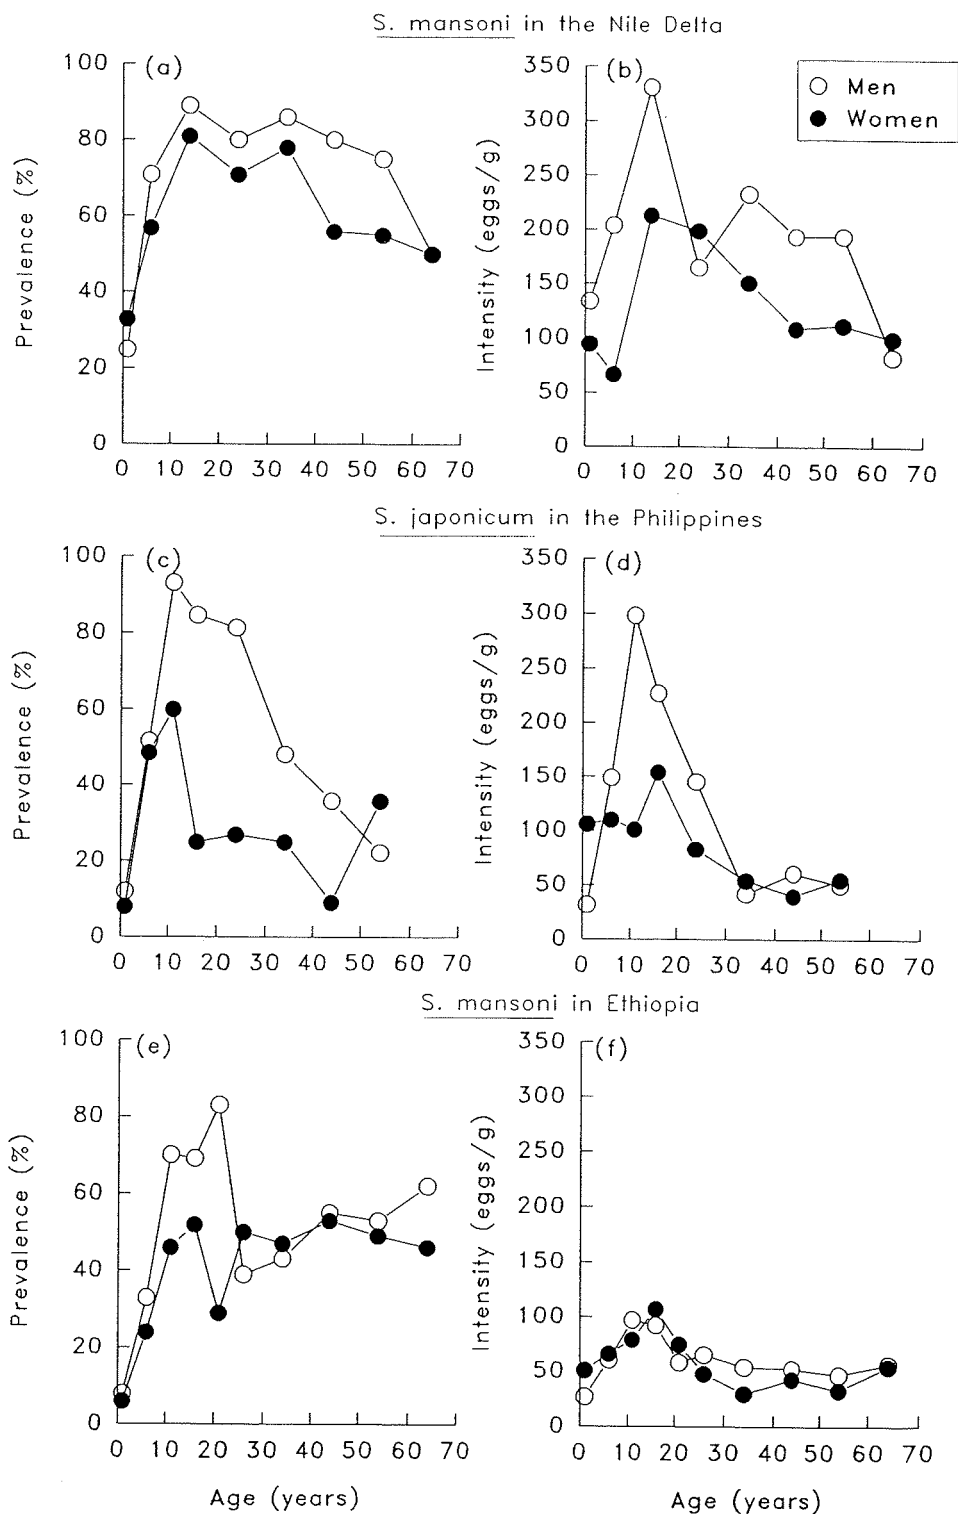 S. mansoni in the Nile Delta
(a)
Prevalence (%)
100
80
60
40
20
0
0 10 20 30 40 50 60 70
(b)
Men
Women
Intensity (eggs/g)
350
300
250
200
150
100
50
0
0 10 20 30 40 50 60 70
S. japonicum in the Philippines
(c)
Prevalence (%)
100
80
60
40
20
0
0 10 20 30 40 50 60 70
(d)
Intensity (eggs/g)
350
300
250
200
150
100
50
0
0 10 20 30 40 50 60 70
S. mansoni in Ethiopia
(e)
Prevalence (%)
100
80
60
40
20
0
0 10 20 30 40 50 60 70
Age (years)
(f)
Intensity (eggs/g)
350
300
250
200
150
100
50
0
0 10 20 30 40 50 60 70
Age (years)